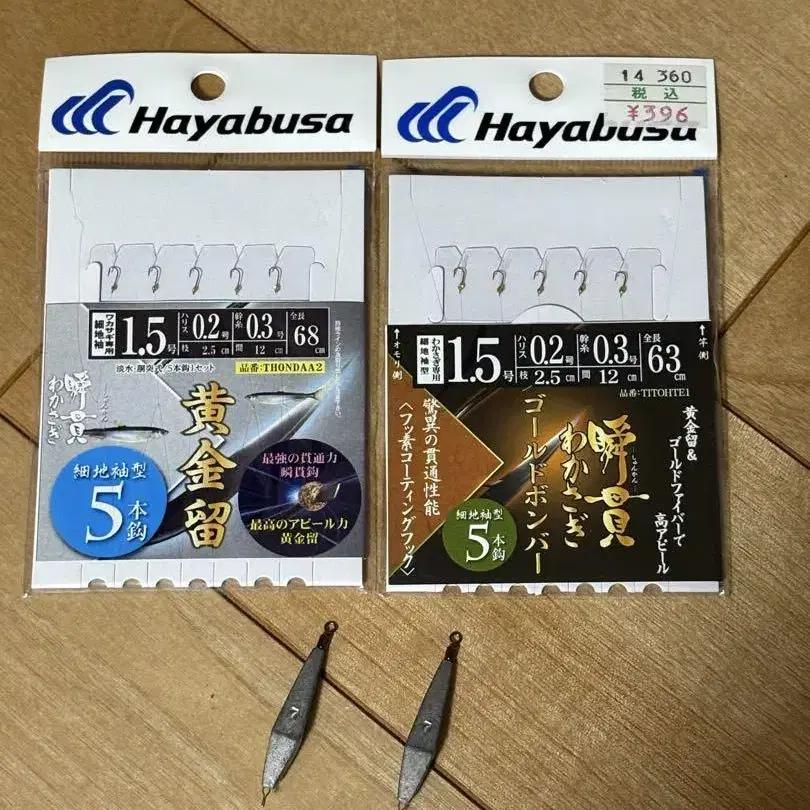 Hayabusa
ワカサギ専用
細地袖
1.5号
ハリス 0.2号
枝 2.5cm
幹糸 0.3号
間 12cm
全長 68cm
淡水・胴突式 5本鈎1セット
品番:THONDAA2
瞬貫
わかさぎ
黄金留
細地袖型
5本鈎
最強の貫通力
瞬貫鈎
最高のアピール力
黄金留
Hayabusa
14 360
税込
¥396
↑オモリ側
わかさぎ専用
細地袖型
1.5号
ハリス 0.2号
枝 2.5cm
幹糸 0.3号
間 12cm
全長 63cm
↑竿側
品番:TITOHTE1
黄金留&
ゴールドファイバーで
高アピール
瞬貫
しゅんかん
わかさぎ
ゴールドボンバー
驚異の貫通性能
〈フッ素コーティングフック〉
細地袖型
5本鈎
7
7